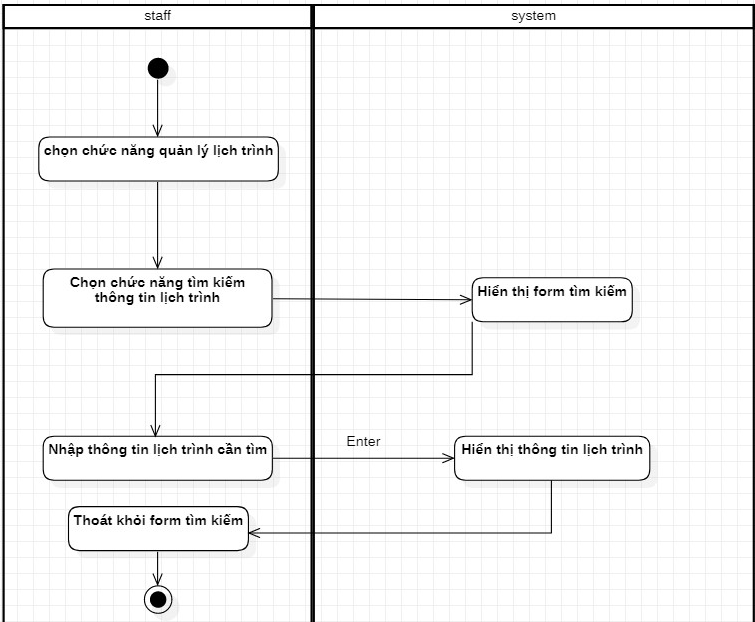 staff
system
chọn chức năng quản lý lịch trình
Chọn chức năng tìm kiếm
thông tin lịch trình
Hiển thị form tìm kiếm
Nhập thông tin lịch trình cần tìm
Enter
Hiển thị thông tin lịch trình
Thoát khỏi form tìm kiếm